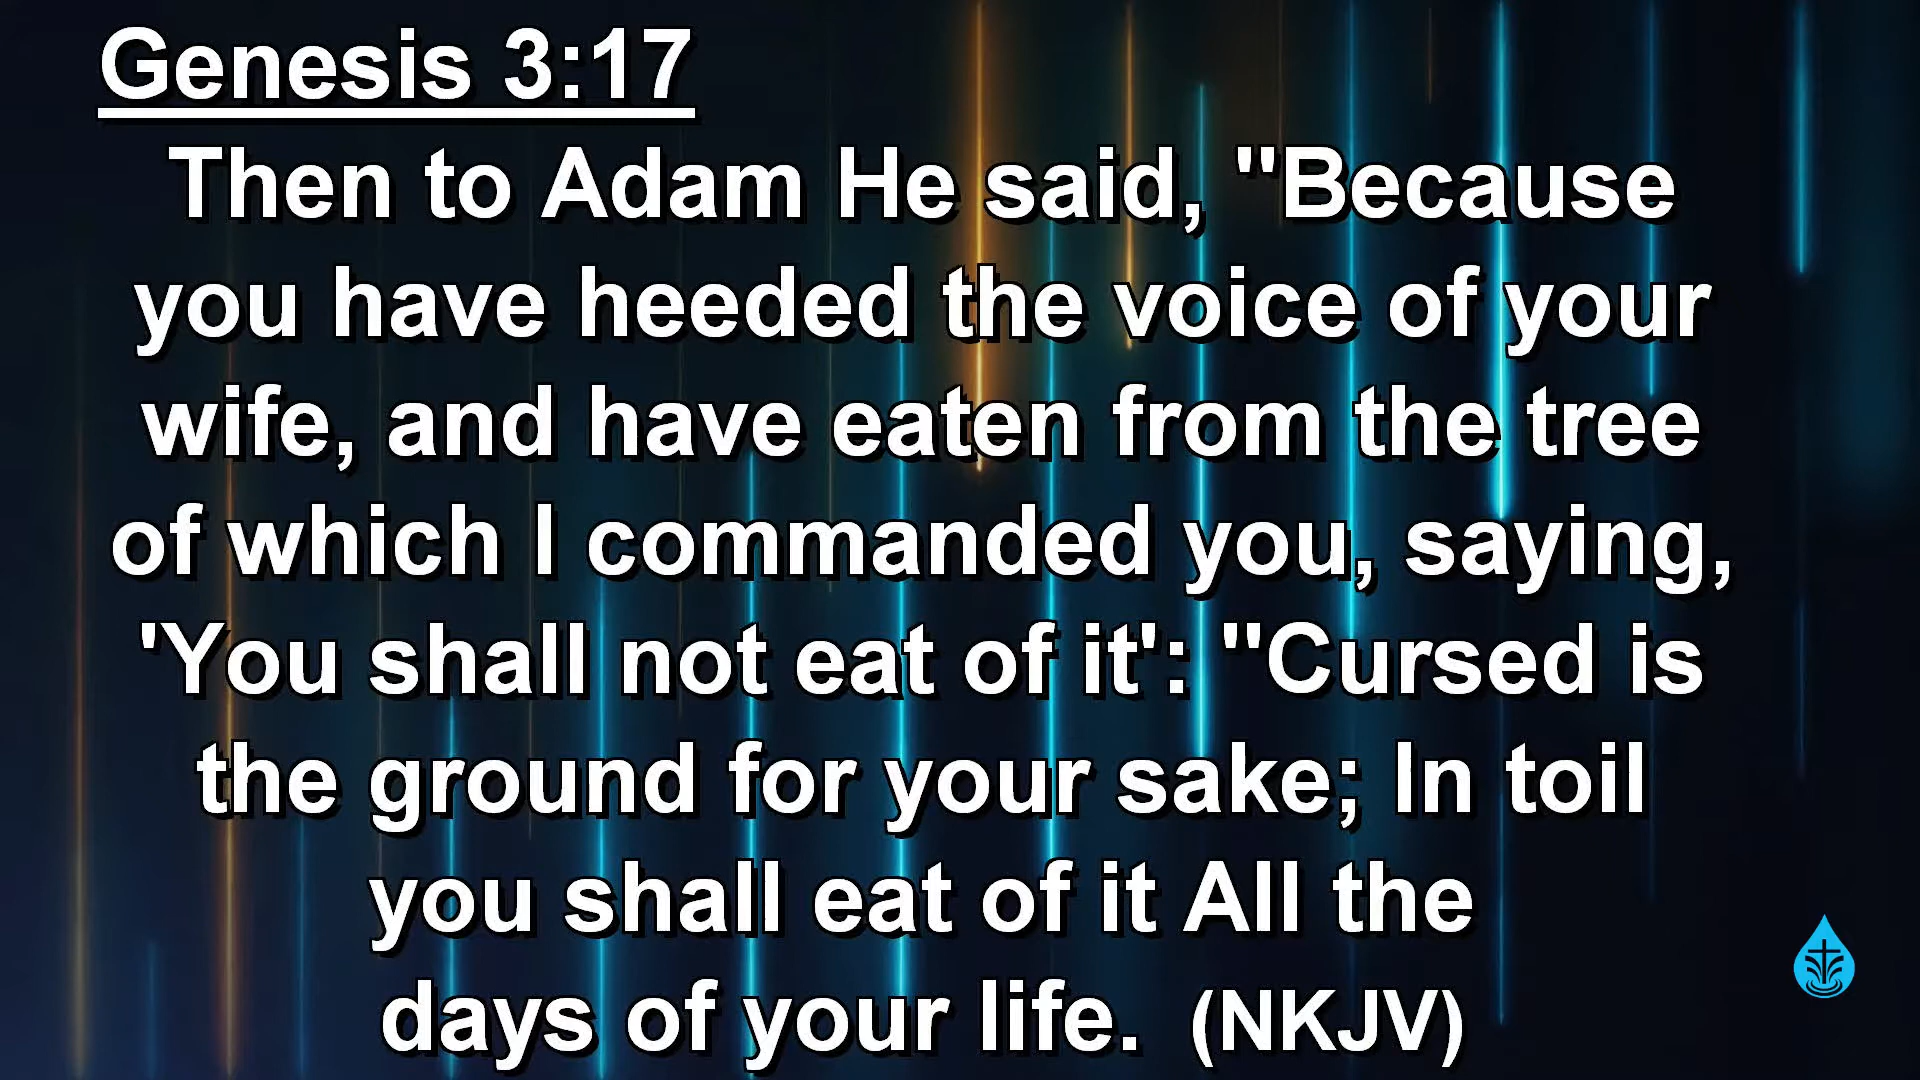 Genesis 3:17
Then to Adam He said, "Because
you have heeded the voice of your
wife, and have eaten from the tree
of which I commanded you, saying,
'You shall not eat of it': "Cursed is
the ground for your sake; In toil
you shall eat of it All the
days of your life. (NKJV)